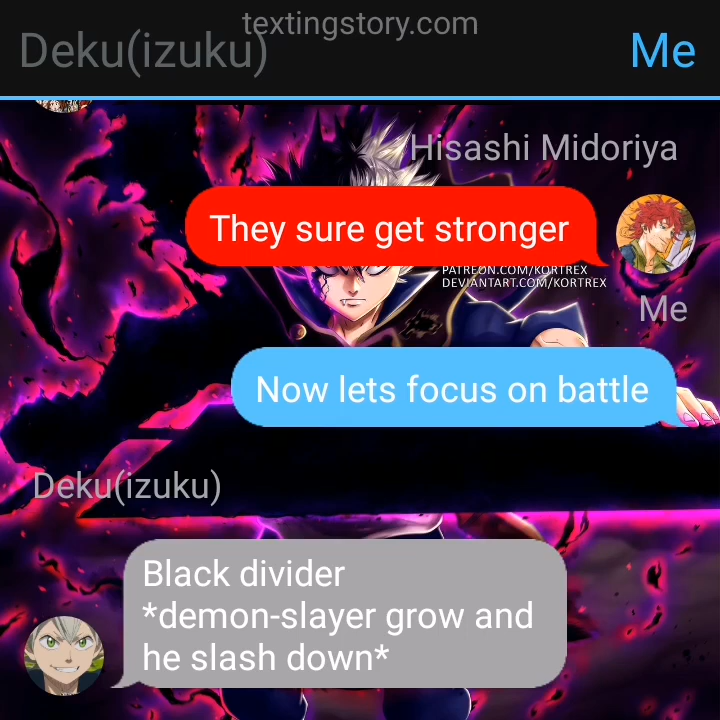 textingstory.com
Deku(izuku)
Me
Hisashi Midoriya
They sure get stronger
PATREON.COM/KORTREX
DEVIANTART.COM/KORTREX
Me
Now lets focus on battle
Deku(izuku)
Black divider
*demon-slayer grow and
he slash down*